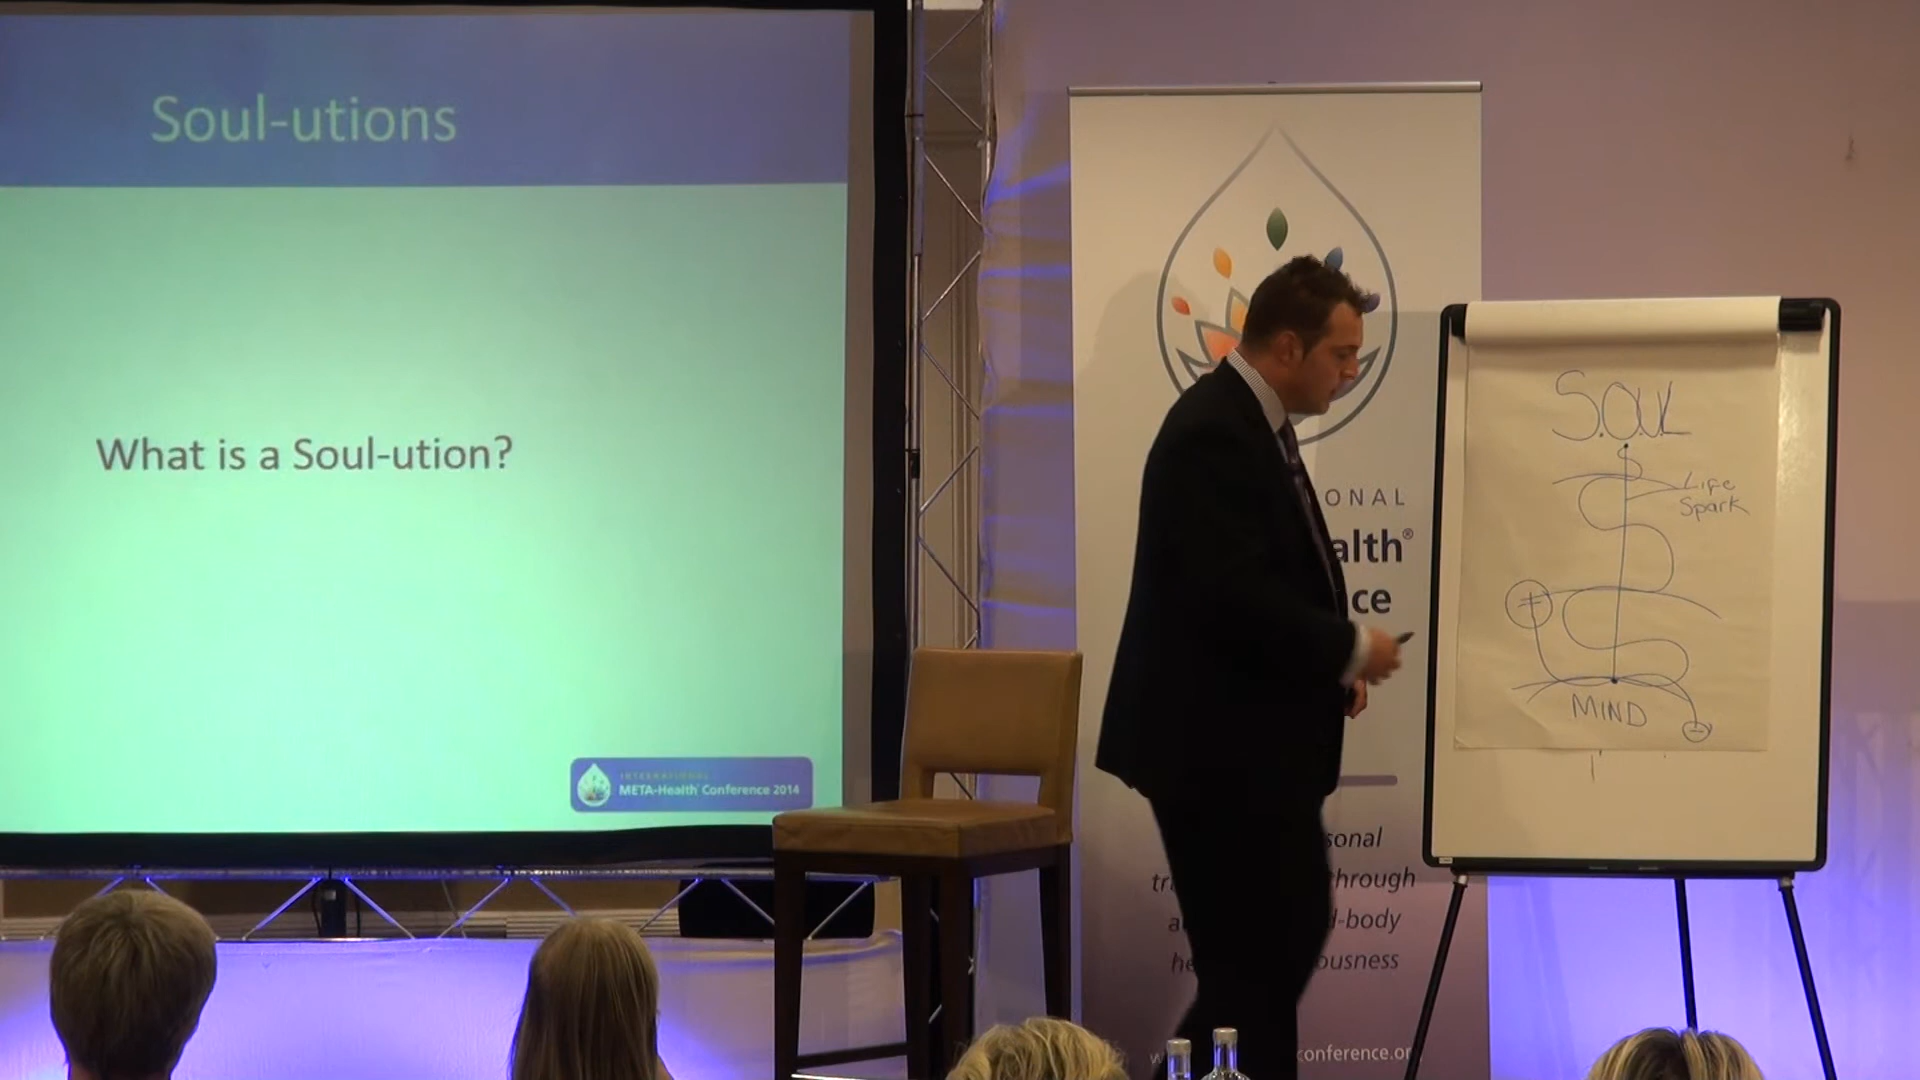 Soul-utions
What is a Soul-ution?
INTERNATIONAL
META-Health Conference 2014
ONAL
alth®
ce
sonal
through
-body
ousness
conference.or
S.O.U.L
Life
Spark
+
MIND
-